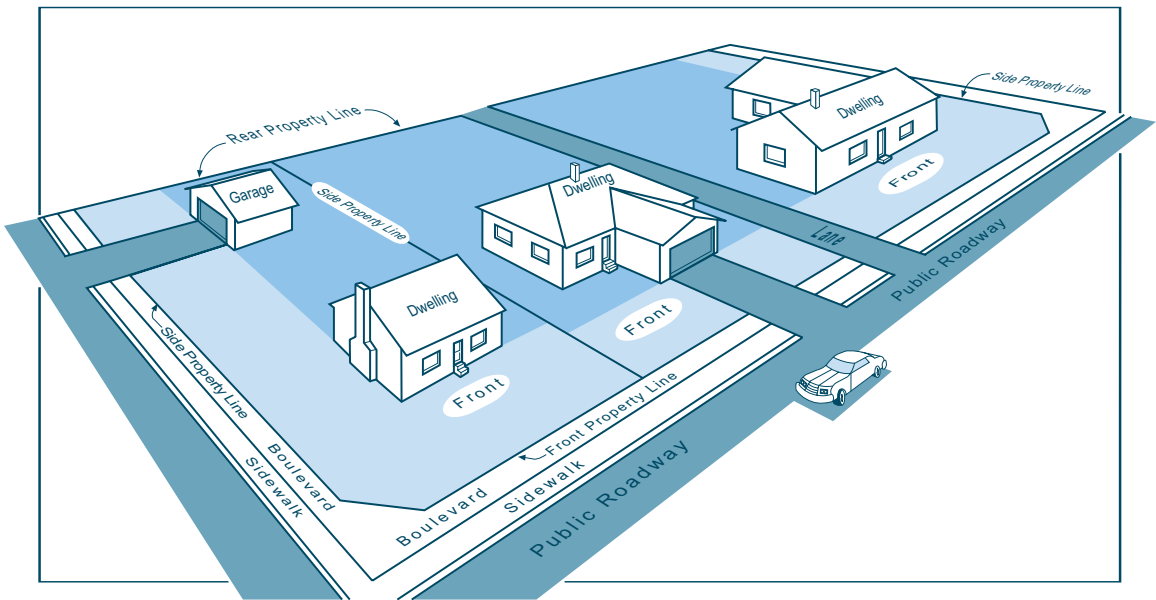 Side Property Line
Dwelling
Rear Property Line
Front
Garage
Dwelling
Side Property Line
Lane
Public Roadway
Dwelling
Front
Side Property Line
Front
Front Property Line
Boulevard
Sidewalk
Boulevard
Sidewalk
Public Roadway